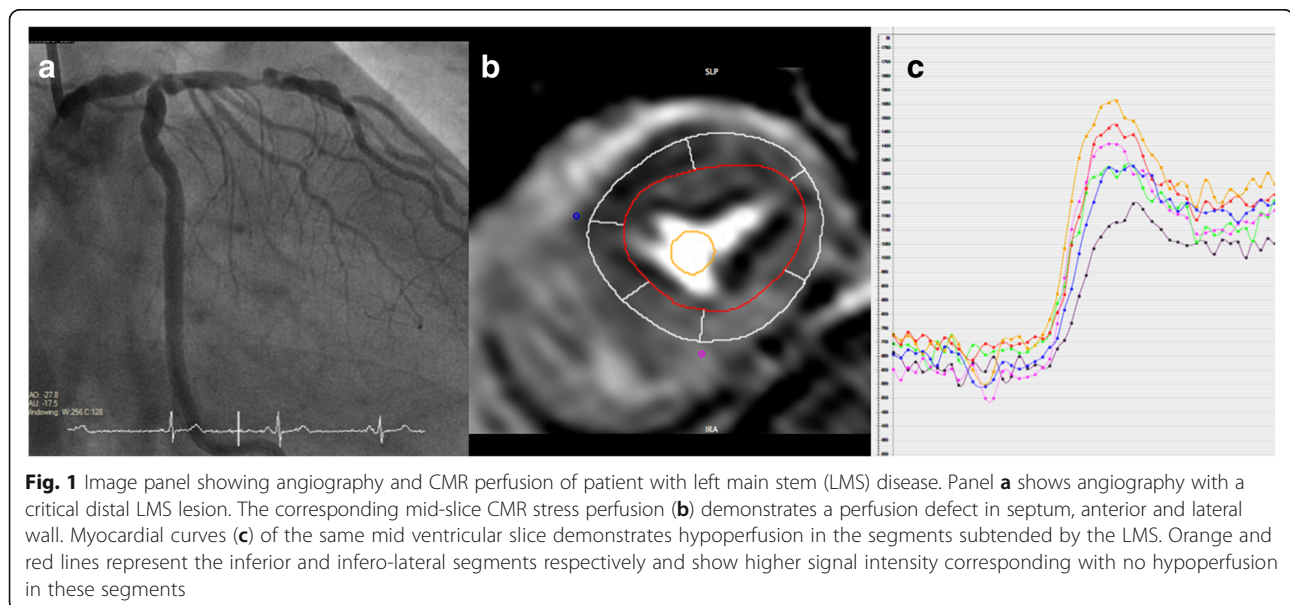 a
b
c
SLP
IRA
AO: -27.8
AU: -17.5
indowing: W:256 C:128
Fig. 1 Image panel showing angiography and CMR perfusion of patient with left main stem (LMS) disease. Panel a shows angiography with a
critical distal LMS lesion. The corresponding mid-slice CMR stress perfusion (b) demonstrates a perfusion defect in septum, anterior and lateral
wall. Myocardial curves (c) of the same mid ventricular slice demonstrates hypoperfusion in the segments subtended by the LMS. Orange and
red lines represent the inferior and infero-lateral segments respectively and show higher signal intensity corresponding with no hypoperfusion
in these segments